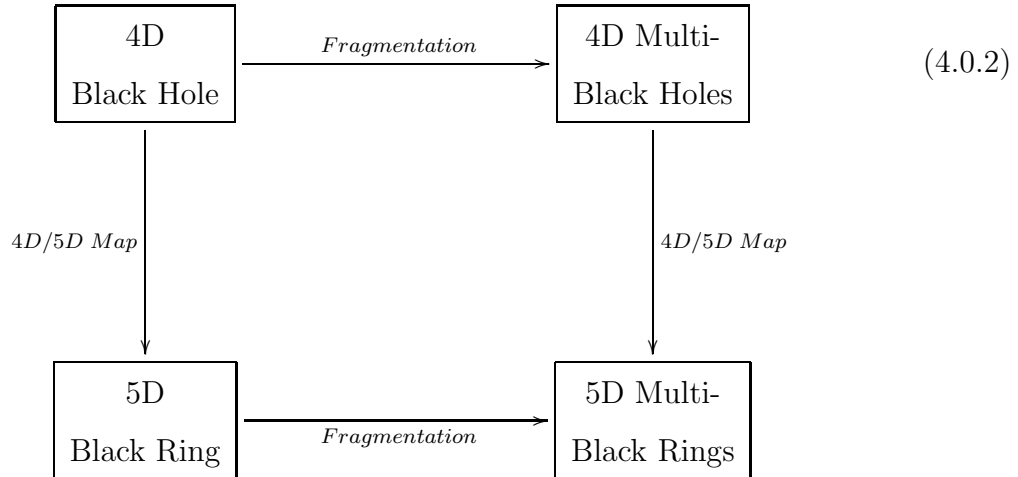 4D
Black Hole
Fragmentation
4D Multi-
Black Holes
(4.0.2)
4D/5D Map
4D/5D Map
5D
Black Ring
Fragmentation
5D Multi-
Black Rings